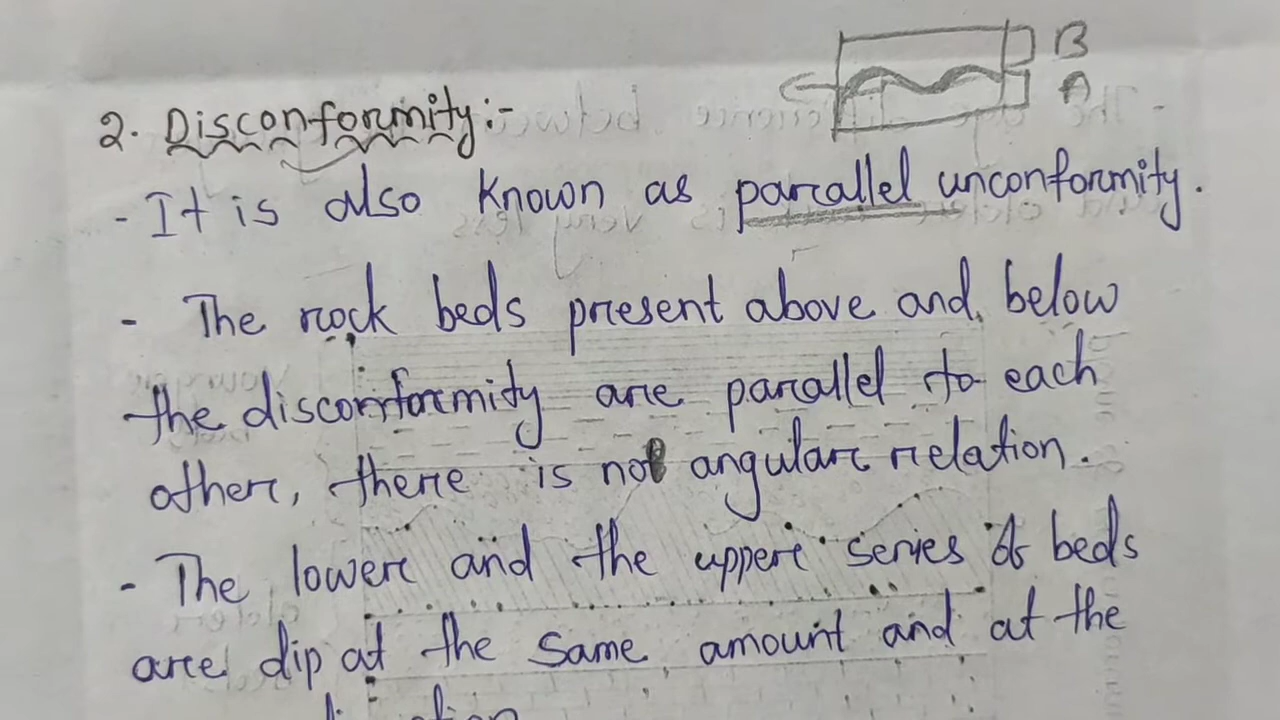 B
A
2. Disconformity:-
- It is also known as parallel unconformity.
- The rock beds present above and below
the disconformity are parallel to each
other, there is no angular relation.
- The lower and the upper series of beds
are dip at the same amount and at the